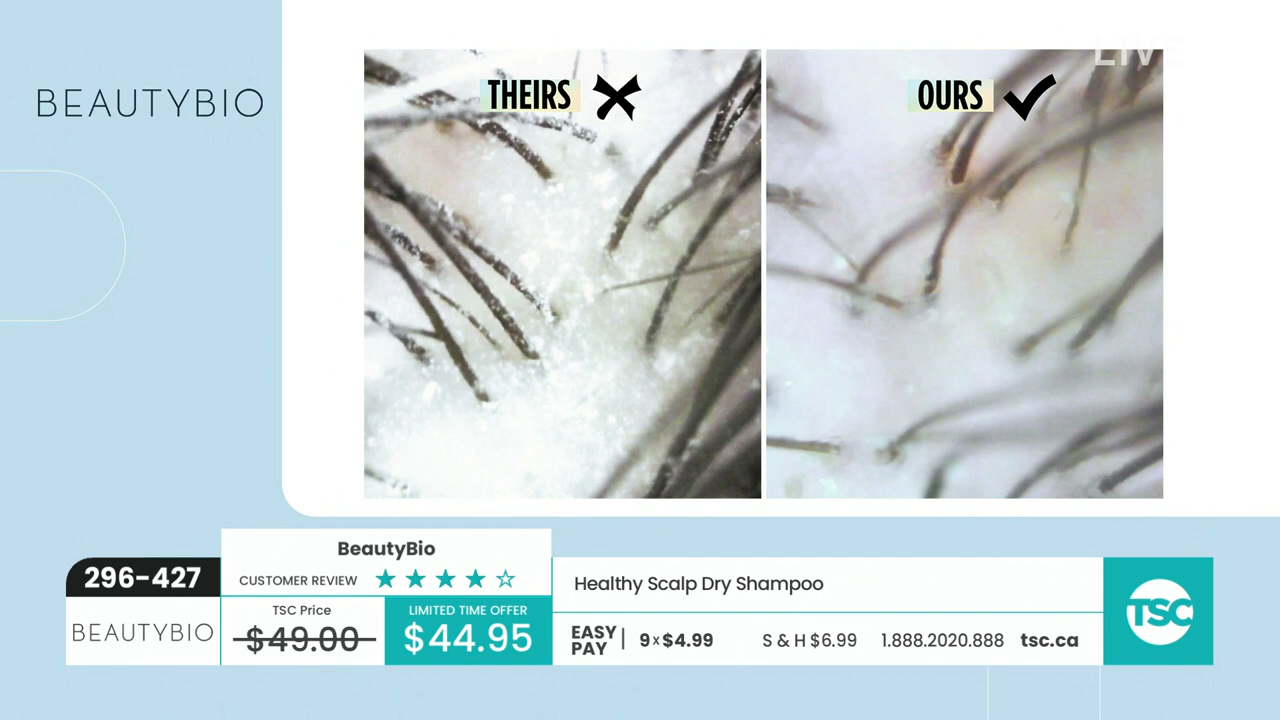 LIVE
BEAUTYBIO
THEIRS
OURS
BeautyBio
296-427
CUSTOMER REVIEW
Healthy Scalp Dry Shampoo
BEAUTYBIO
TSC Price
$49.00
LIMITED TIME OFFER
$44.95
EASY PAY
9x$4.99
S & H $6.99
1.888.2020.888
tsc.ca
TSC